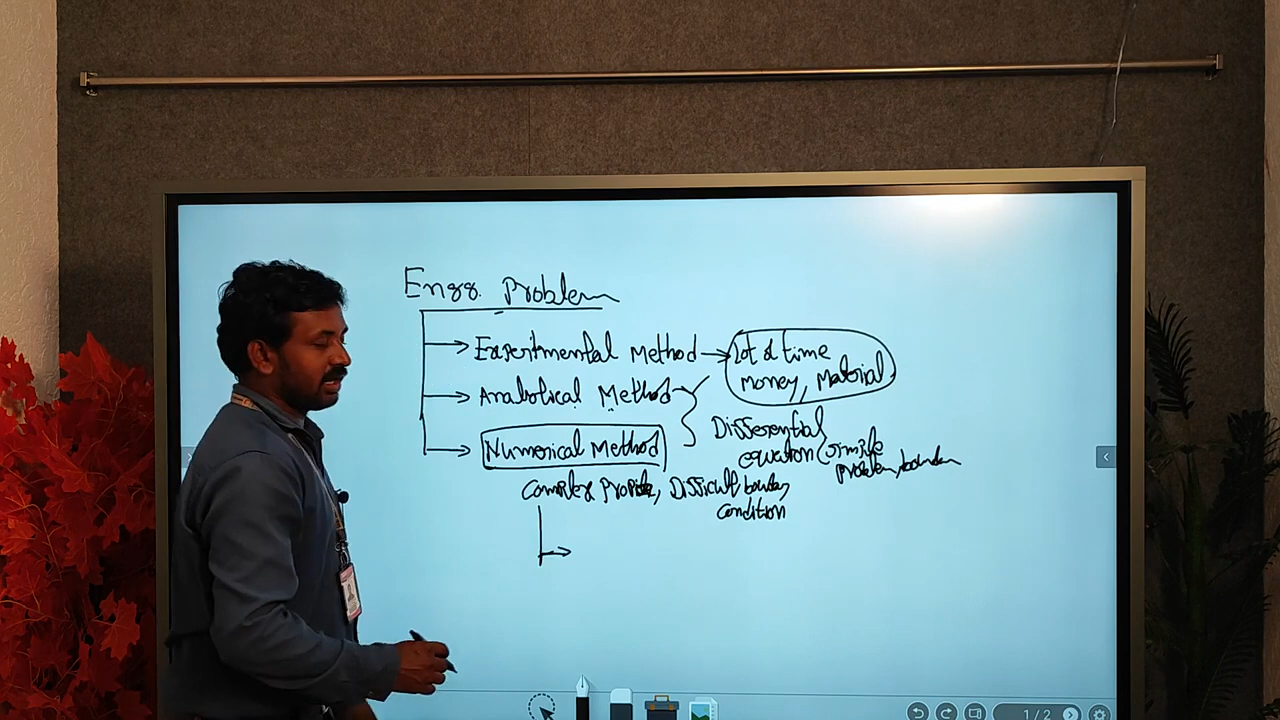 Engg. Problem
Experimental Method → Lot of time
money, Material
Analytical Method
Differential
equation
Numerical Method
problem, boundary
Complex Difficult
condition
1/2